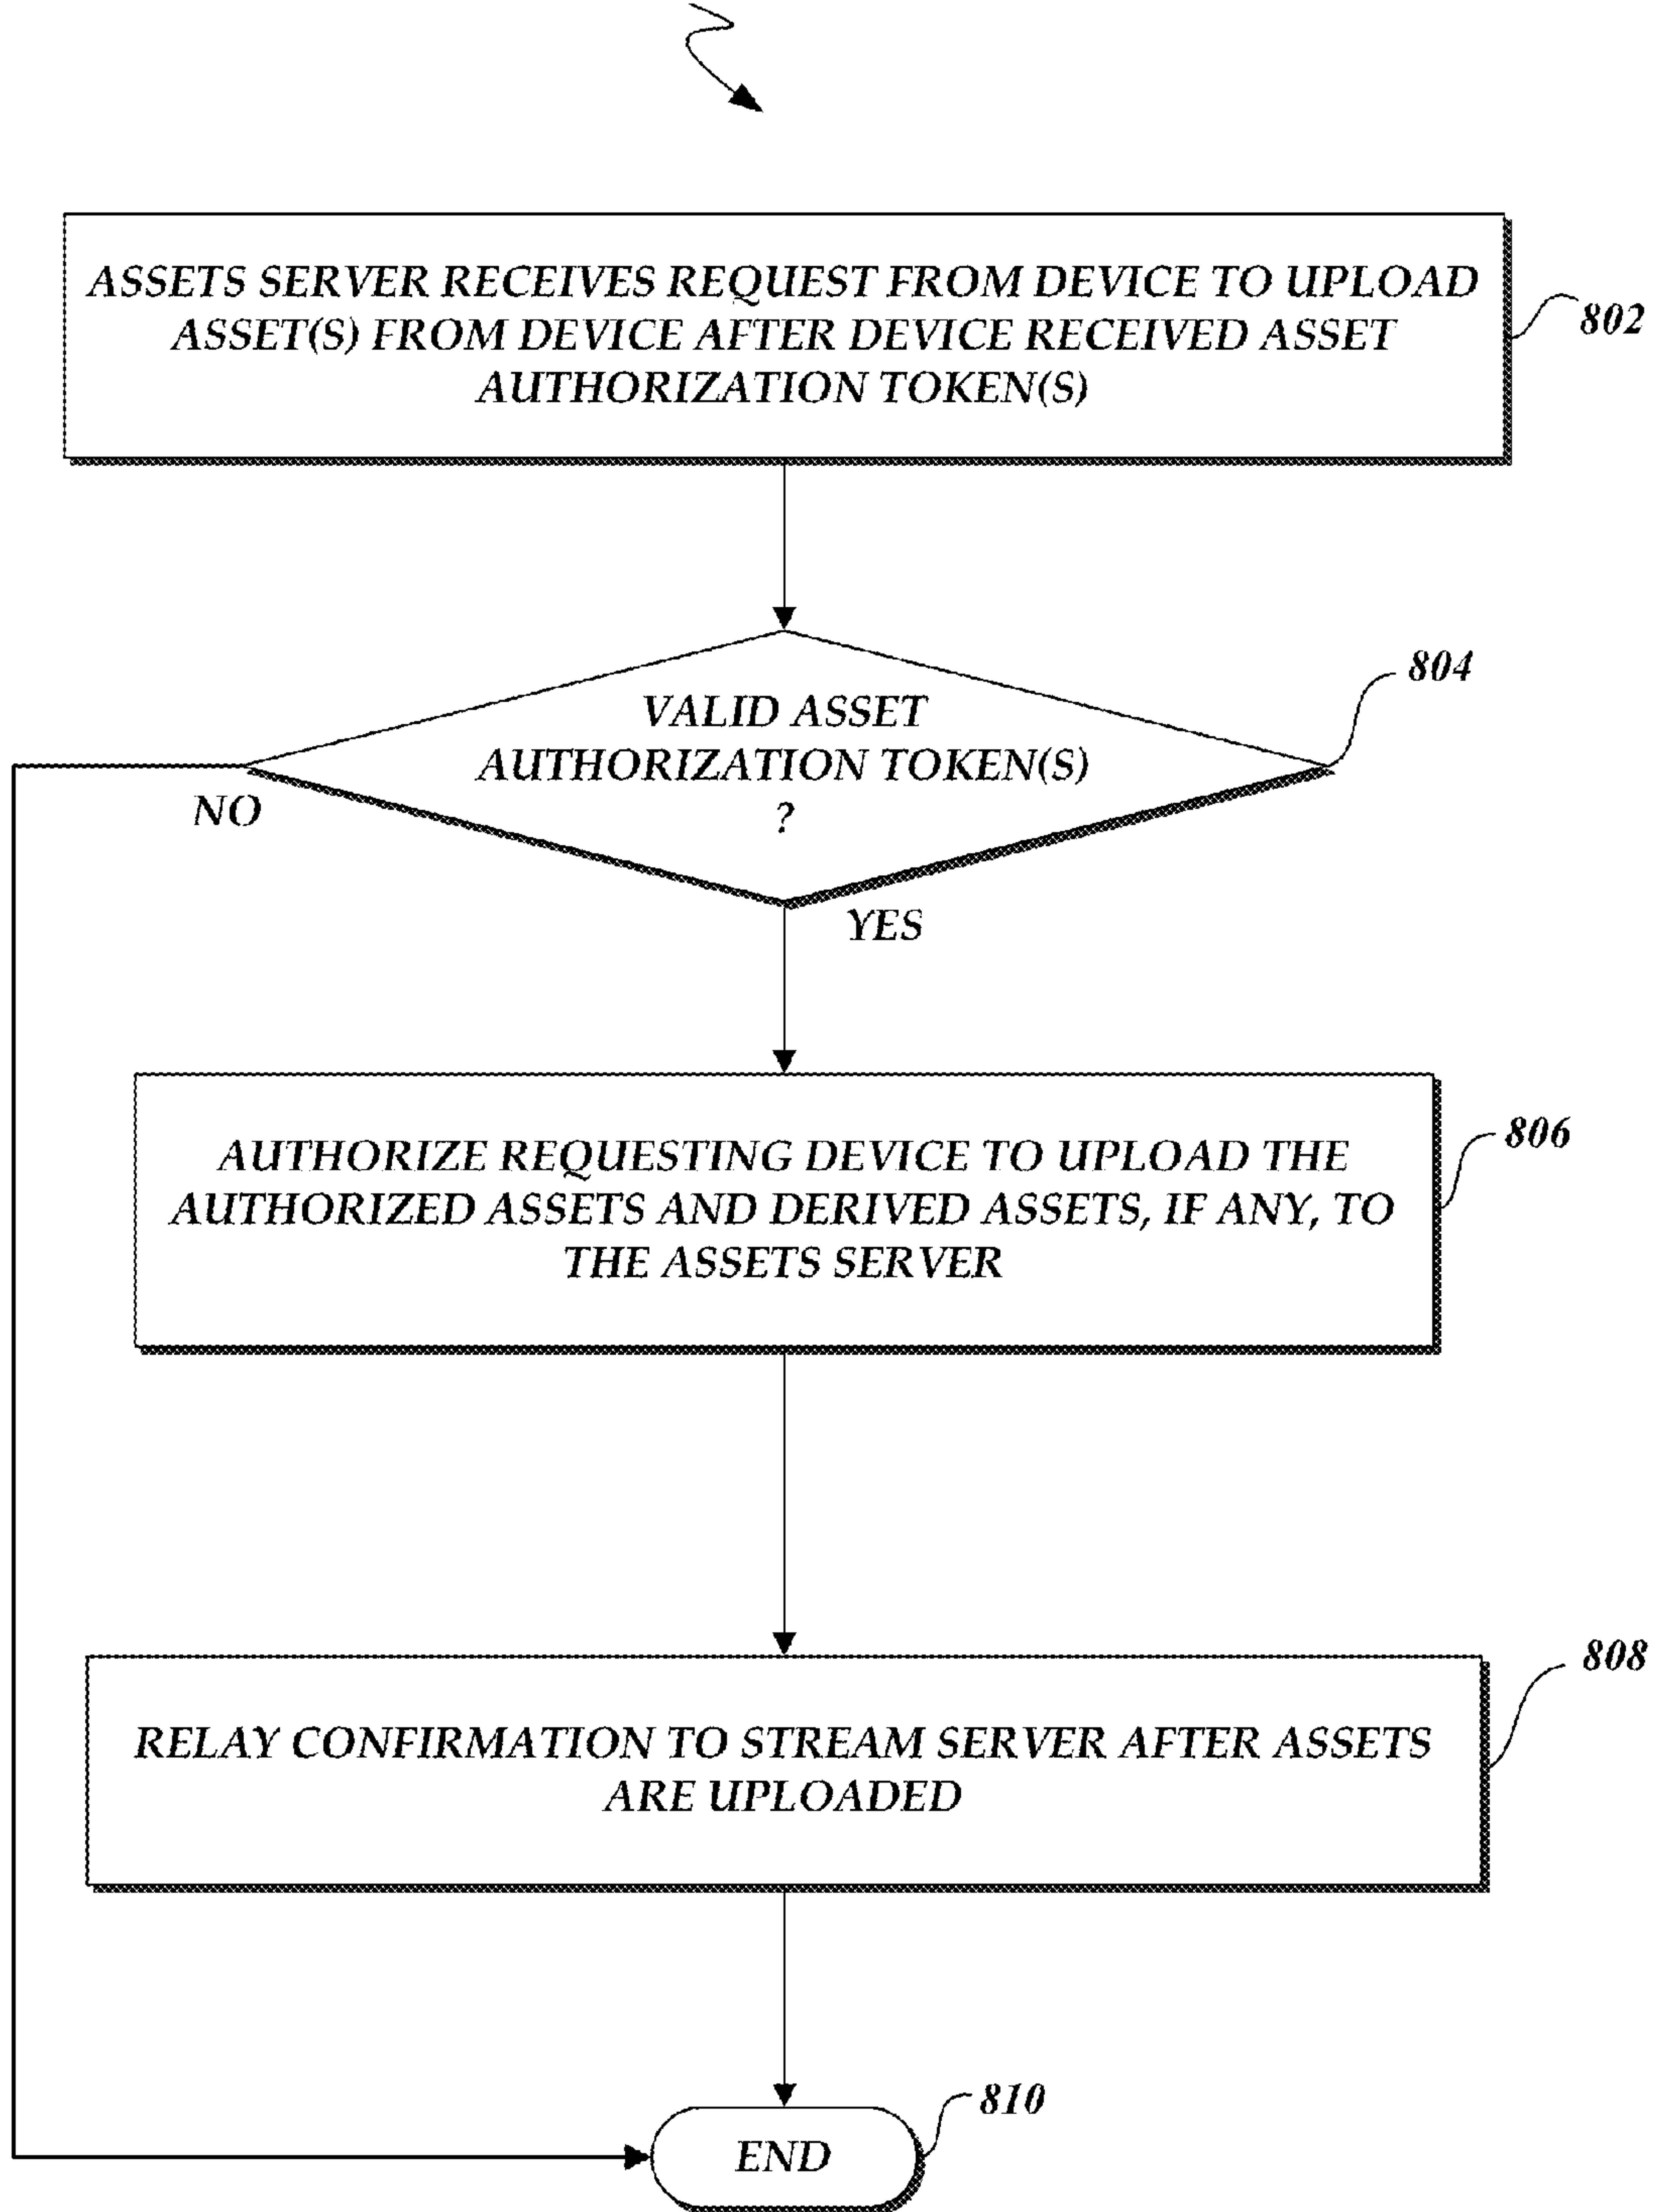 ASSETS SERVER RECEIVES REQUEST FROM DEVICE TO UPLOAD
ASSET(S) FROM DEVICE AFTER DEVICE RECEIVED ASSET
AUTHORIZATION TOKEN(S)
802
804
VALID ASSET
AUTHORIZATION TOKEN(S)
?
NO
YES
806
AUTHORIZE REQUESTING DEVICE TO UPLOAD THE
AUTHORIZED ASSETS AND DERIVED ASSETS, IF ANY, TO
THE ASSETS SERVER
808
RELAY CONFIRMATION TO STREAM SERVER AFTER ASSETS
ARE UPLOADED
810
END